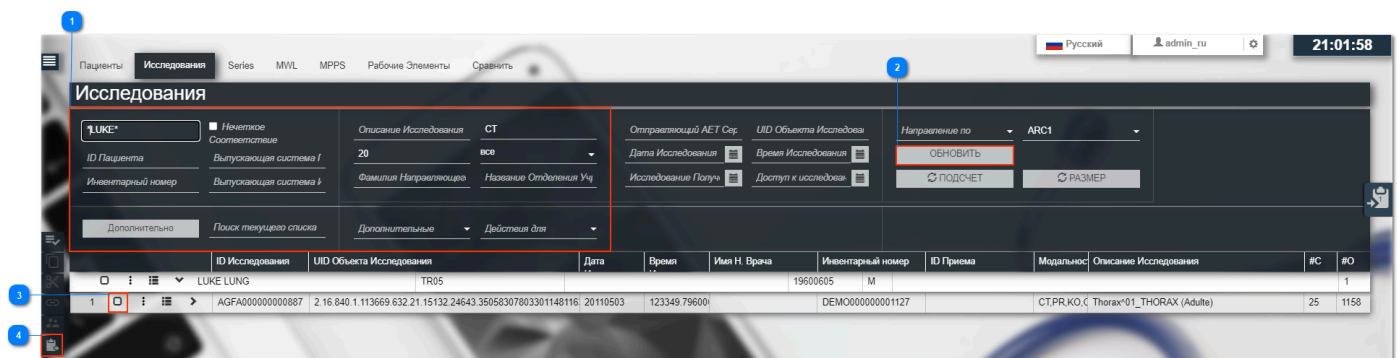 1
Русский admin_ru 21:01:58
Пациенты Исследования Series MWL MPPS Рабочие Элементы Сравнить
2
Исследования
*LUKE* Нечеткое Соответствие Описание Исследования CT Отправляющий AET Сер. UID Объекта Исследова Направление по ARC1
ID Пациента Выпускающая система 20 все Дата Исследования Время Исследования ОБНОВИТЬ
Инвентарный номер Выпускающая система Фамилия Направляющег Название Отделения Уч Исследование Получ Доступ к исследован ПОДСЧЕТ РАЗМЕР
Дополнительно Поиск текущего списка Дополнительные Действия для
ID Исследования UID Объекта Исследования Дата Время Имя Н. Врача Инвентарный номер ID Приема Модальнос Описание Исследования #С #О
LUKE LUNG TR05 19600605 M 1
3
1 AGFA000000000887 2.16.840.1.113669.632.21.15132.24643.35058307803301148116: 20110503 123349.79600 DEMO000000001127 CT,PR,KO,C Thorax^01_THORAX (Adulte) 25 1158
4